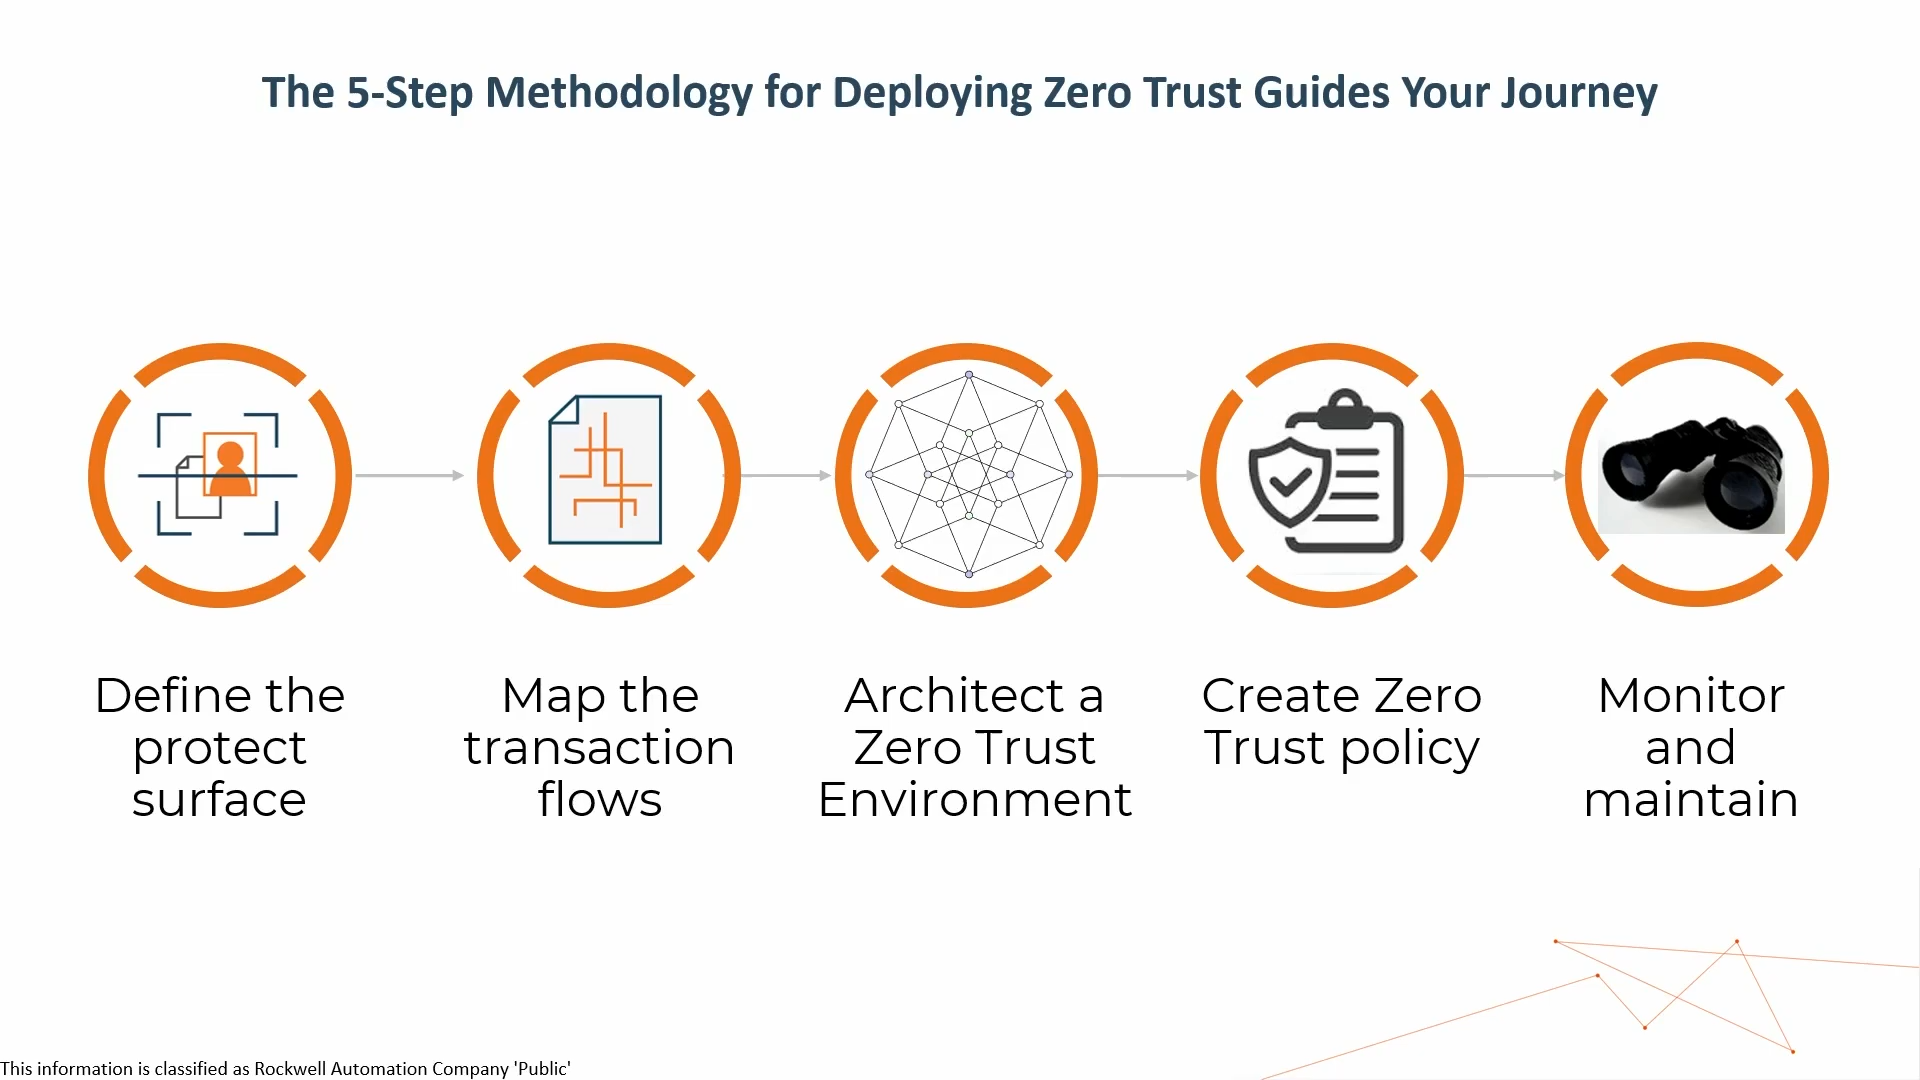 The 5-Step Methodology for Deploying Zero Trust Guides Your Journey
Define the
protect
surface
Map the
transaction
flows
Architect a
Zero Trust
Environment
Create Zero
Trust policy
Monitor
and
maintain
This information is classified as Rockwell Automation Company 'Public'